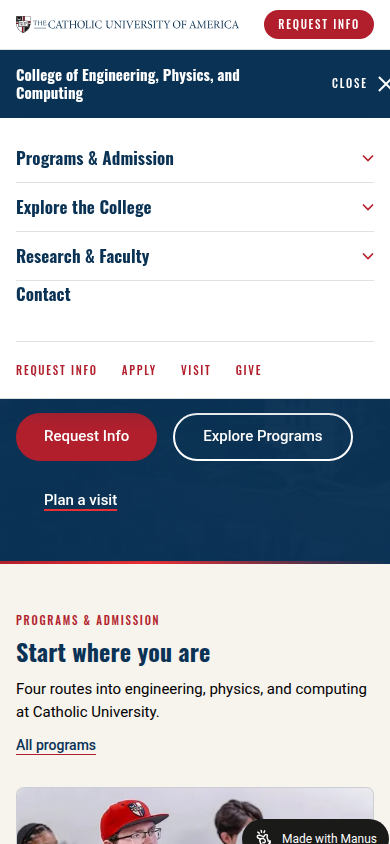 THE CATHOLIC UNIVERSITY OF AMERICA
REQUEST INFO
College of Engineering, Physics, and
Computing
CLOSE
Programs & Admission
Explore the College
Research & Faculty
Contact
REQUEST INFO APPLY VISIT GIVE
Request Info
Explore Programs
Plan a visit
PROGRAMS & ADMISSION
Start where you are
Four routes into engineering, physics, and computing
at Catholic University.
All programs
Made with Manus